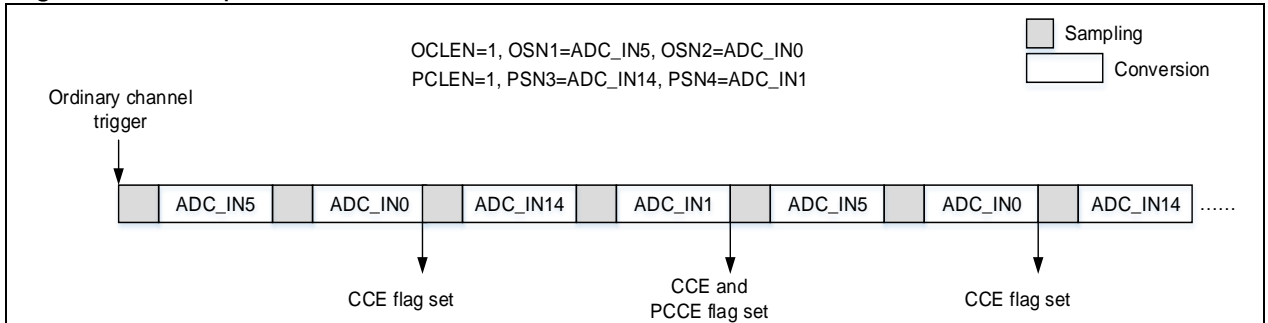 OCLEN=1, OSN1=ADC_IN5, OSN2=ADC_IN0
PCLEN=1, PSN3=ADC_IN14, PSN4=ADC_IN1
Sampling
Conversion
Ordinary channel
trigger
ADC_IN5 ADC_IN0 ADC_IN14 ADC_IN1 ADC_IN5 ADC_IN0 ADC_IN14 ......
CCE flag set
CCE and
PCCE flag set
CCE flag set